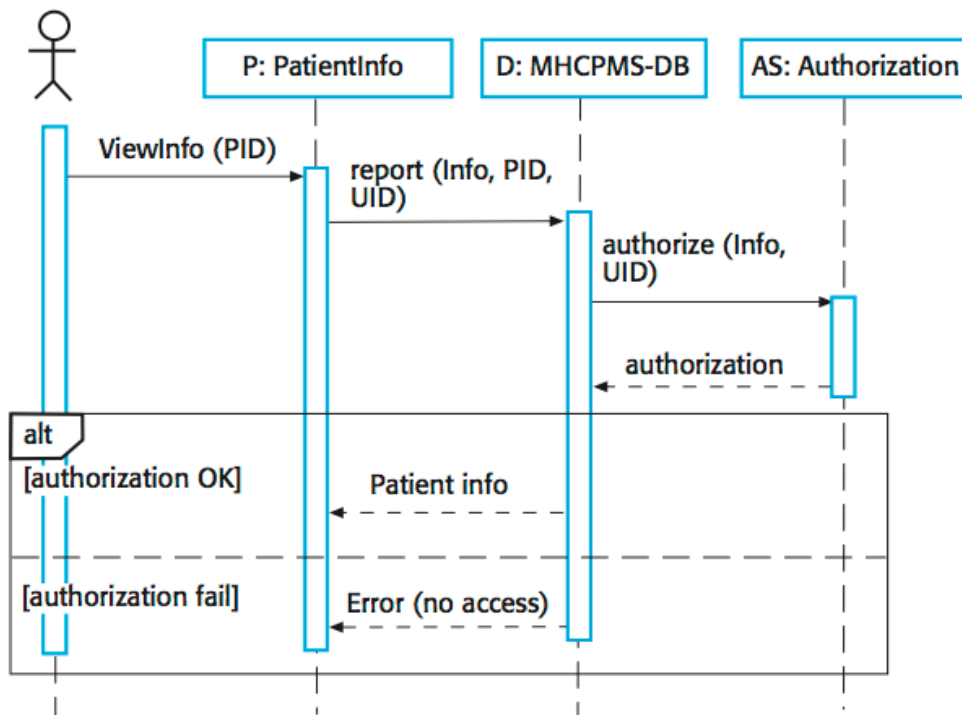 P: PatientInfo
D: MHCPMS-DB
AS: Authorization
ViewInfo (PID)
report (Info, PID,
UID)
authorize (Info,
UID)
authorization
alt
[authorization OK]
Patient info
[authorization fail]
Error (no access)